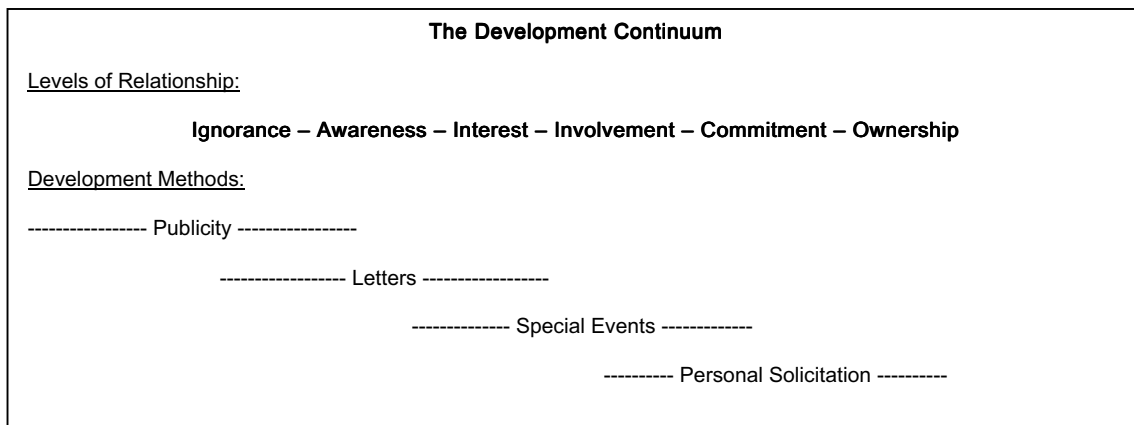 The Development Continuum
Levels of Relationship:
Ignorance – Awareness – Interest – Involvement – Commitment – Ownership
Development Methods:
----------------- Publicity -----------------
------------------ Letters ------------------
-------------- Special Events -------------
---------- Personal Solicitation ----------